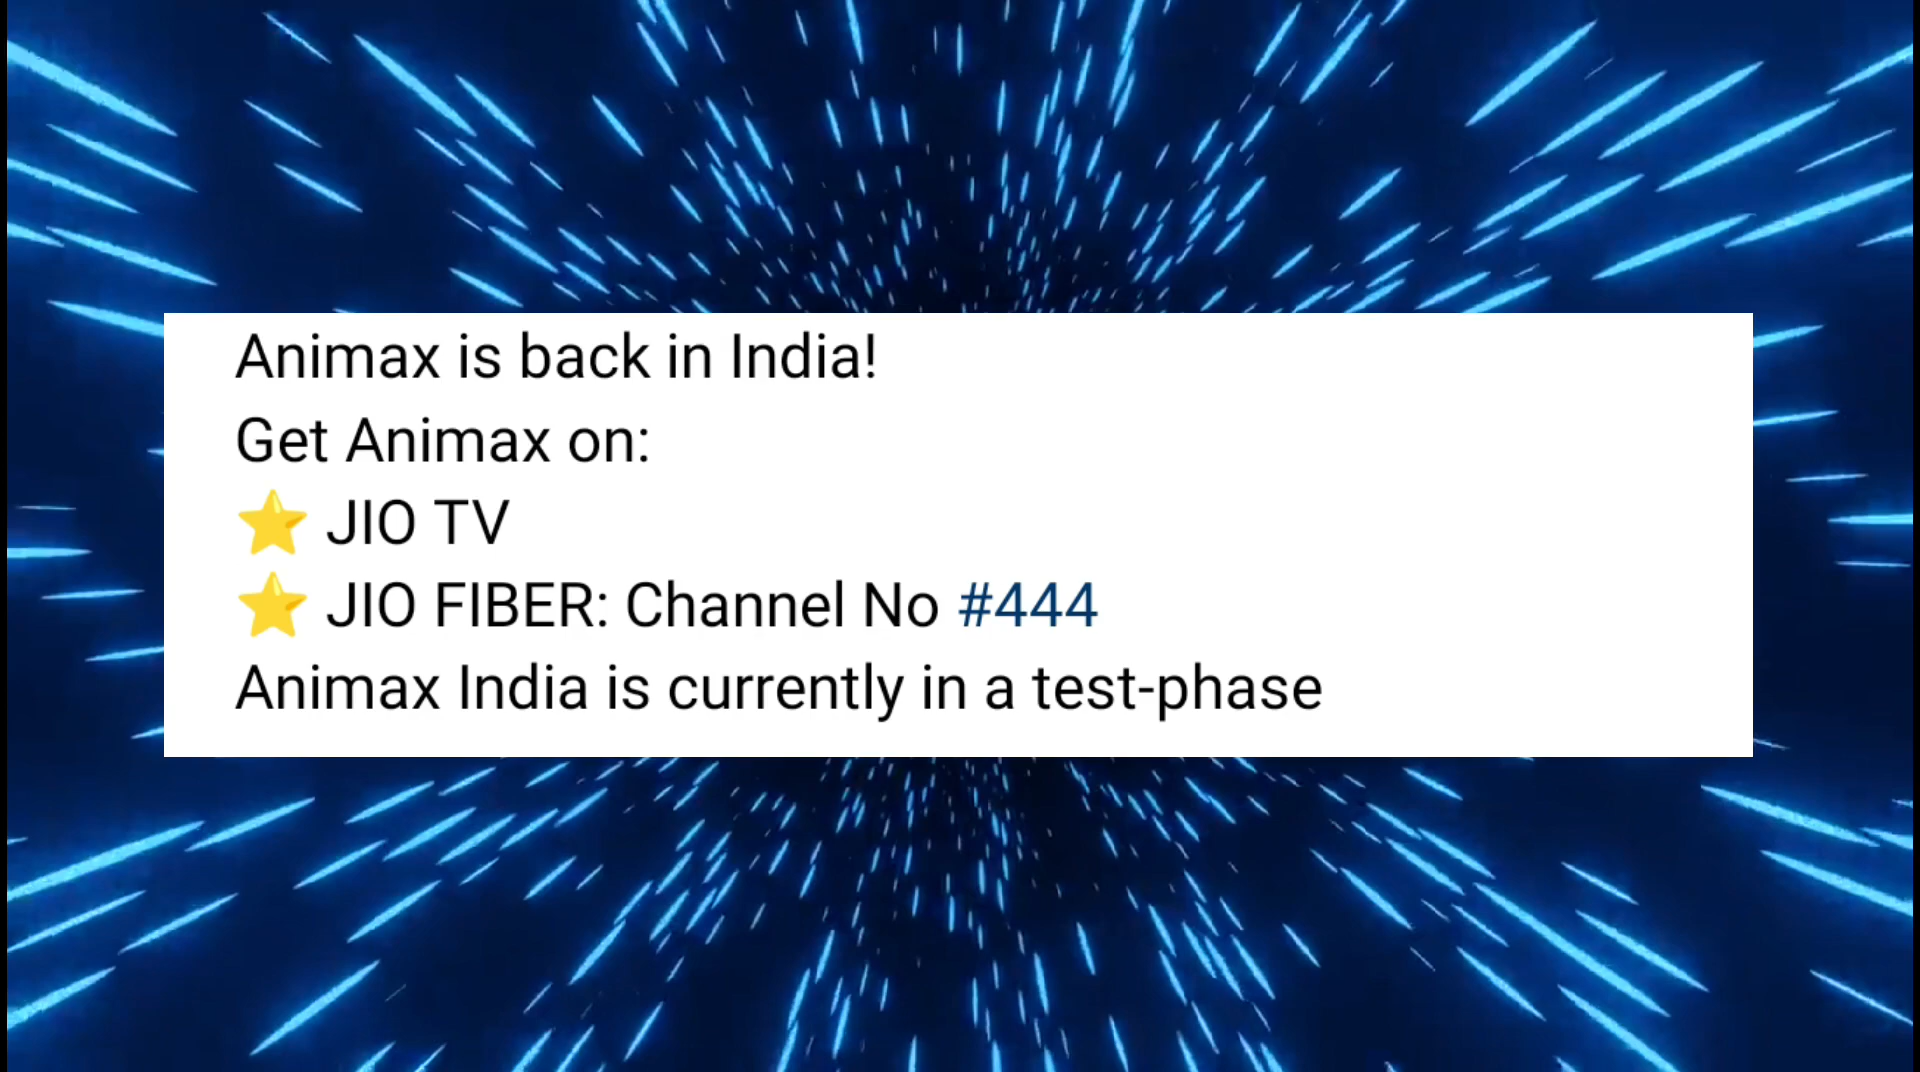 Animax is back in India!
Get Animax on:
⭐ JIO TV
⭐ JIO FIBER: Channel No #444
Animax India is currently in a test-phase